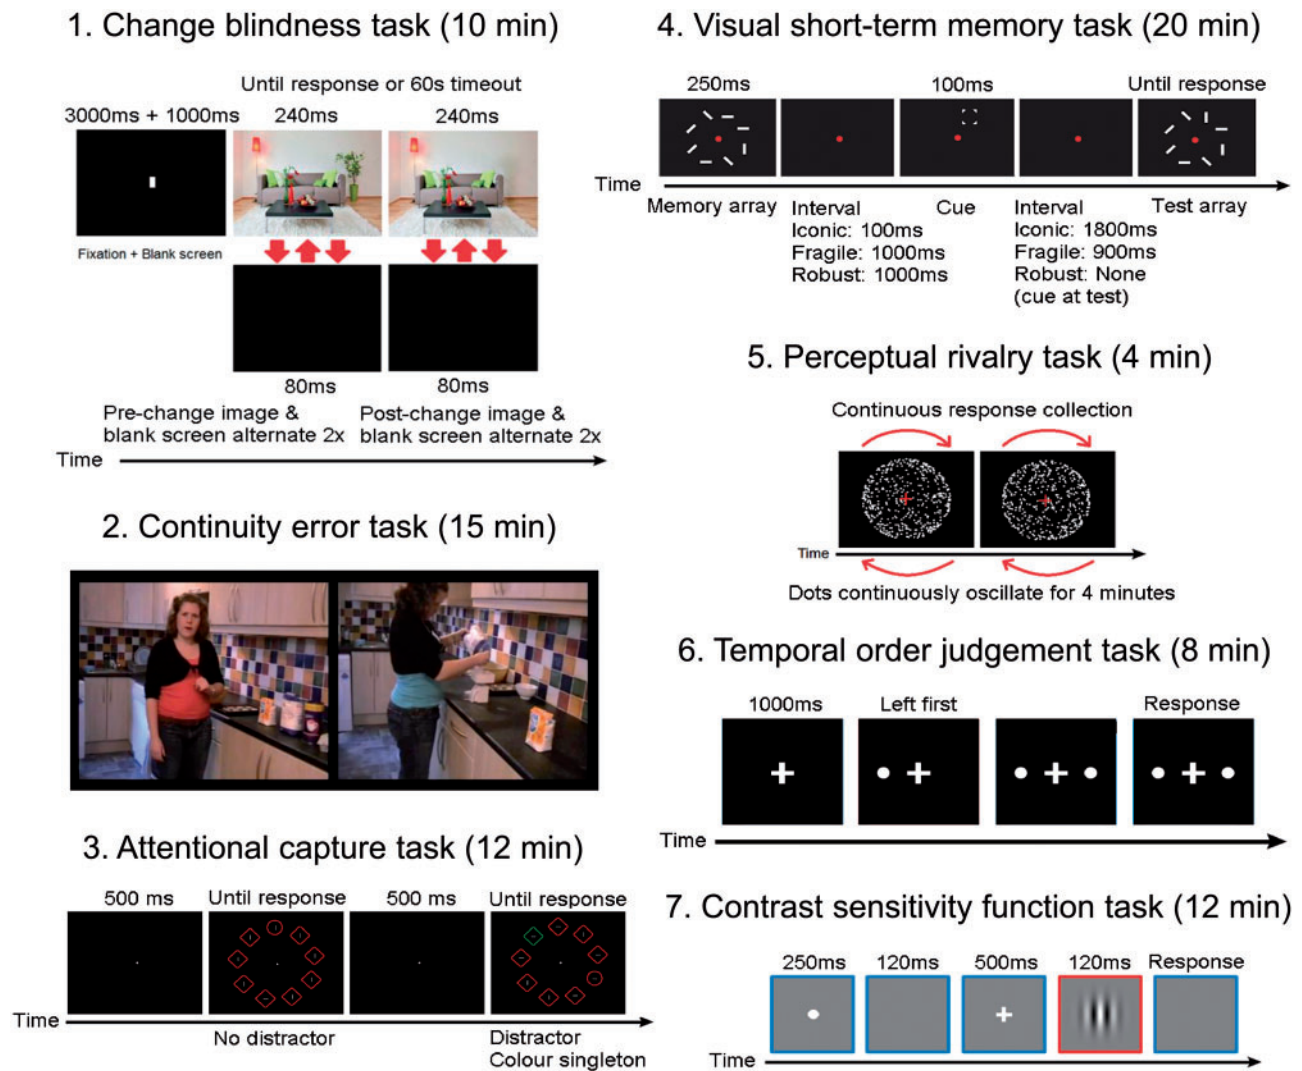 1. Change blindness task (10 min)
Until response or 60s timeout
3000ms + 1000ms
240ms
240ms
Fixation + Blank screen
80ms
80ms
Pre-change image &
blank screen alternate 2x
Post-change image &
blank screen alternate 2x
Time
2. Continuity error task (15 min)
3. Attentional capture task (12 min)
500 ms
Until response
500 ms
Until response
Time
No distractor
Distractor
Colour singleton
4. Visual short-term memory task (20 min)
250ms
100ms
Until response
Time
Memory array
Interval
Iconic: 100ms
Fragile: 1000ms
Robust: 1000ms
Cue
Interval
Iconic: 1800ms
Fragile: 900ms
Robust: None
(cue at test)
Test array
5. Perceptual rivalry task (4 min)
Continuous response collection
Time
Dots continuously oscillate for 4 minutes
6. Temporal order judgement task (8 min)
1000ms
Left first
Response
Time
7. Contrast sensitivity function task (12 min)
250ms
120ms
500ms
120ms
Response
Time